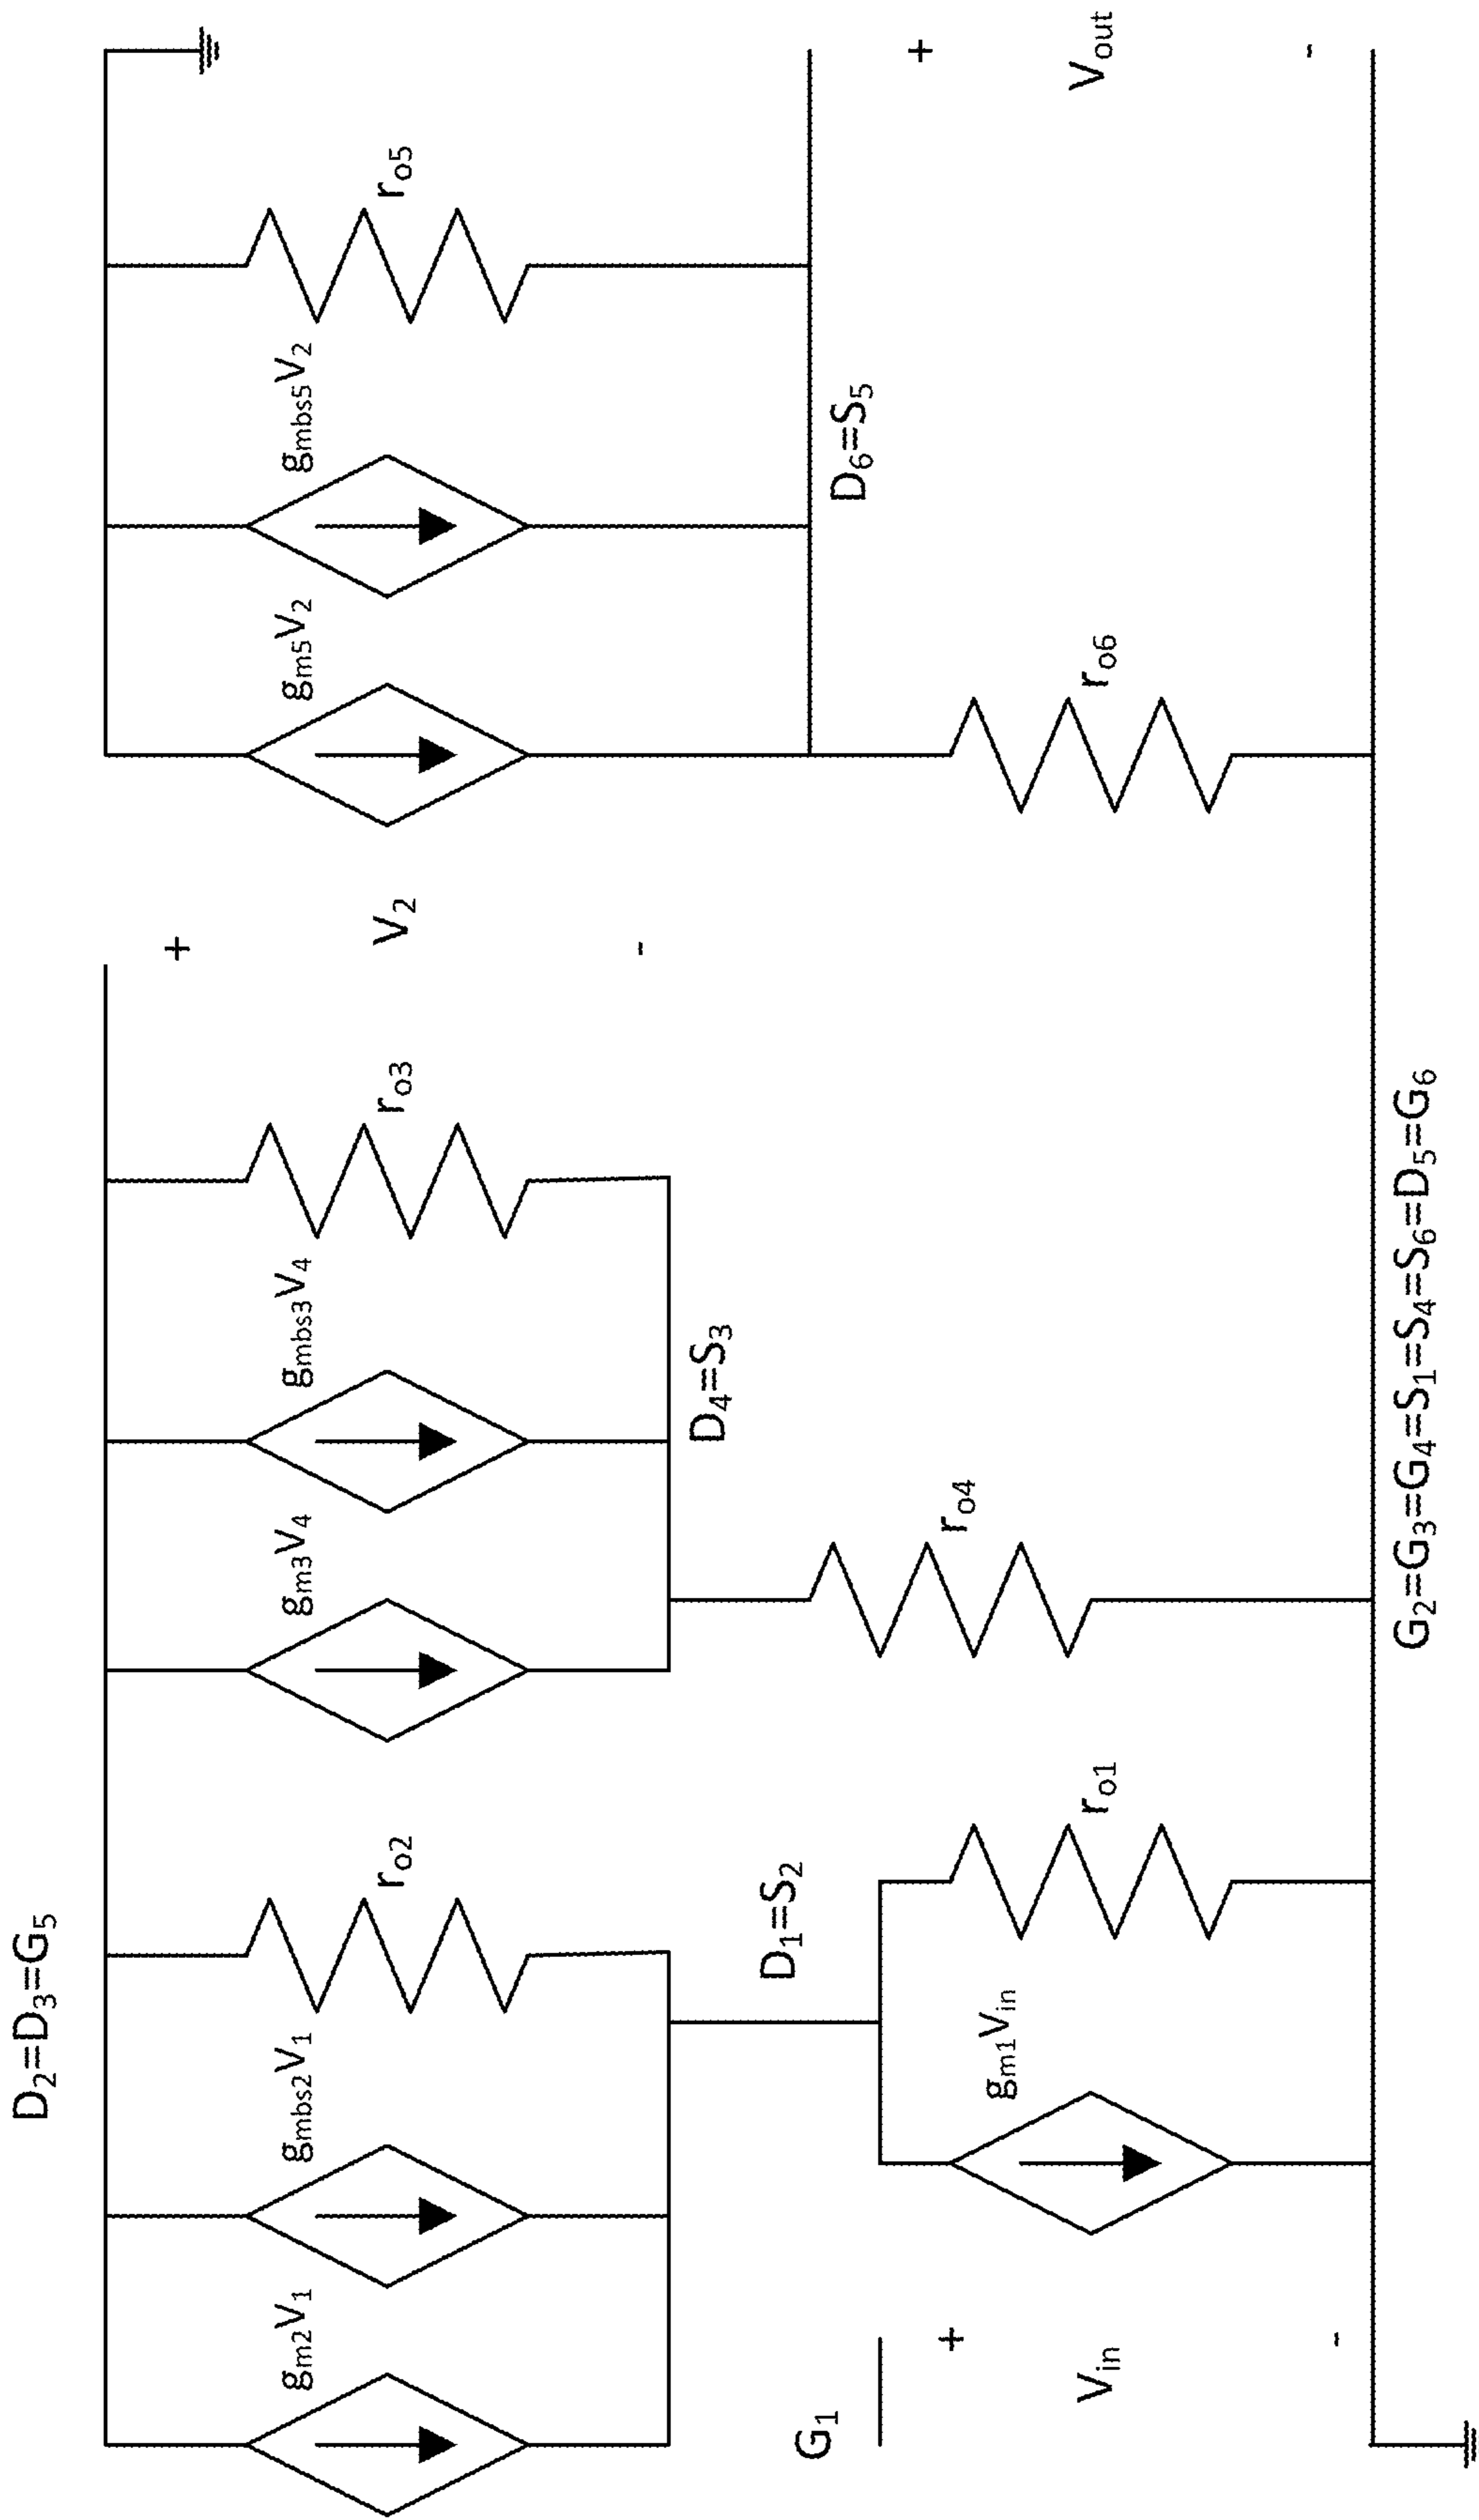 D₂=D₃=G₅
gₘ₂V₁
gₘbₛ₂V₁
rₒ₂
gₘ₃V₄
gₘbₛ₃V₄
rₒ₃
+
V₂
-
gₘ₅V₂
gₘbₛ₅V₂
rₒ₅
D₁=S₂
D₄=S₃
D₆=S₅
G₁
+
Vᵢₙ
-
gₘ₁Vᵢₙ
rₒ₁
rₒ₄
rₒ₆
+
Vₒᵤₜ
-
G₂=G₃=G₄=S₁=S₄=S₆=D₅=G₆